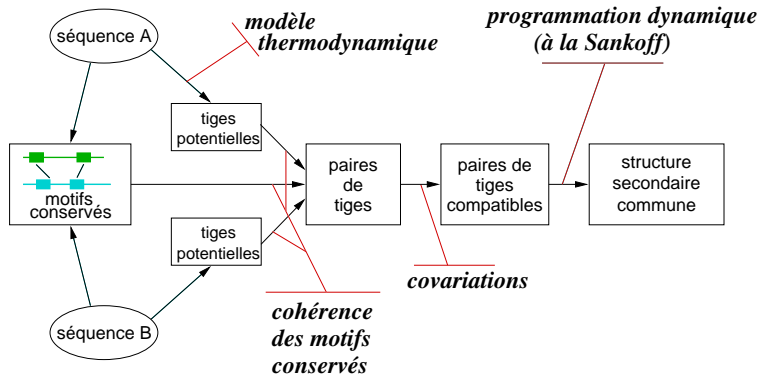 séquence A
modèle
thermodynamique
programmation dynamique
(à la Sankoff)
tiges
potentielles
motifs
conservés
paires
de
tiges
paires de
tiges
compatibles
structure
secondaire
commune
tiges
potentielles
séquence B
cohérence
des motifs
conservés
covariations